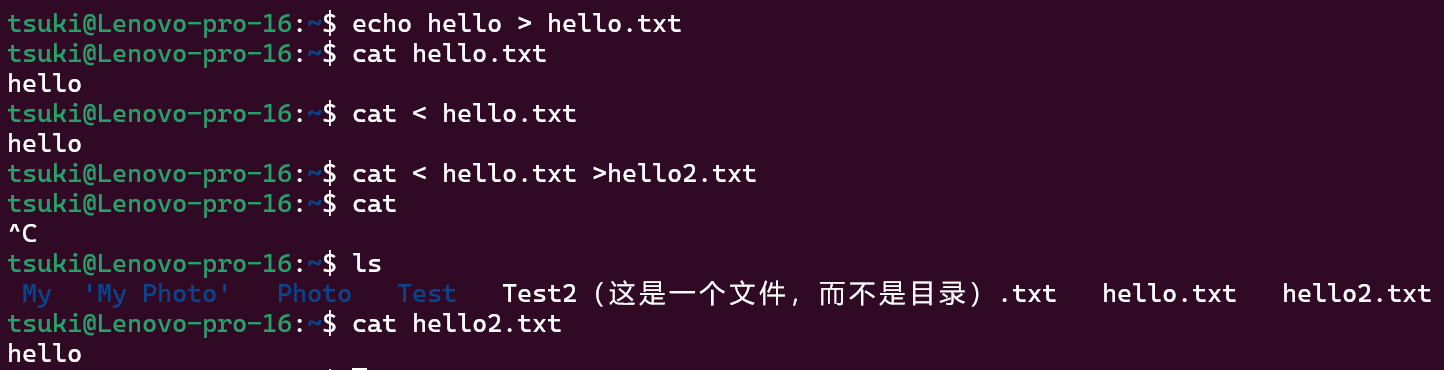 tsuki@Lenovo-pro-16:~$ echo hello > hello.txt
tsuki@Lenovo-pro-16:~$ cat hello.txt
hello
tsuki@Lenovo-pro-16:~$ cat < hello.txt
hello
tsuki@Lenovo-pro-16:~$ cat < hello.txt >hello2.txt
tsuki@Lenovo-pro-16:~$ cat
^C
tsuki@Lenovo-pro-16:~$ ls
My  'My Photo'   Photo   Test   Test2（这是一个文件，而不是目录）.txt   hello.txt   hello2.txt
tsuki@Lenovo-pro-16:~$ cat hello2.txt
hello